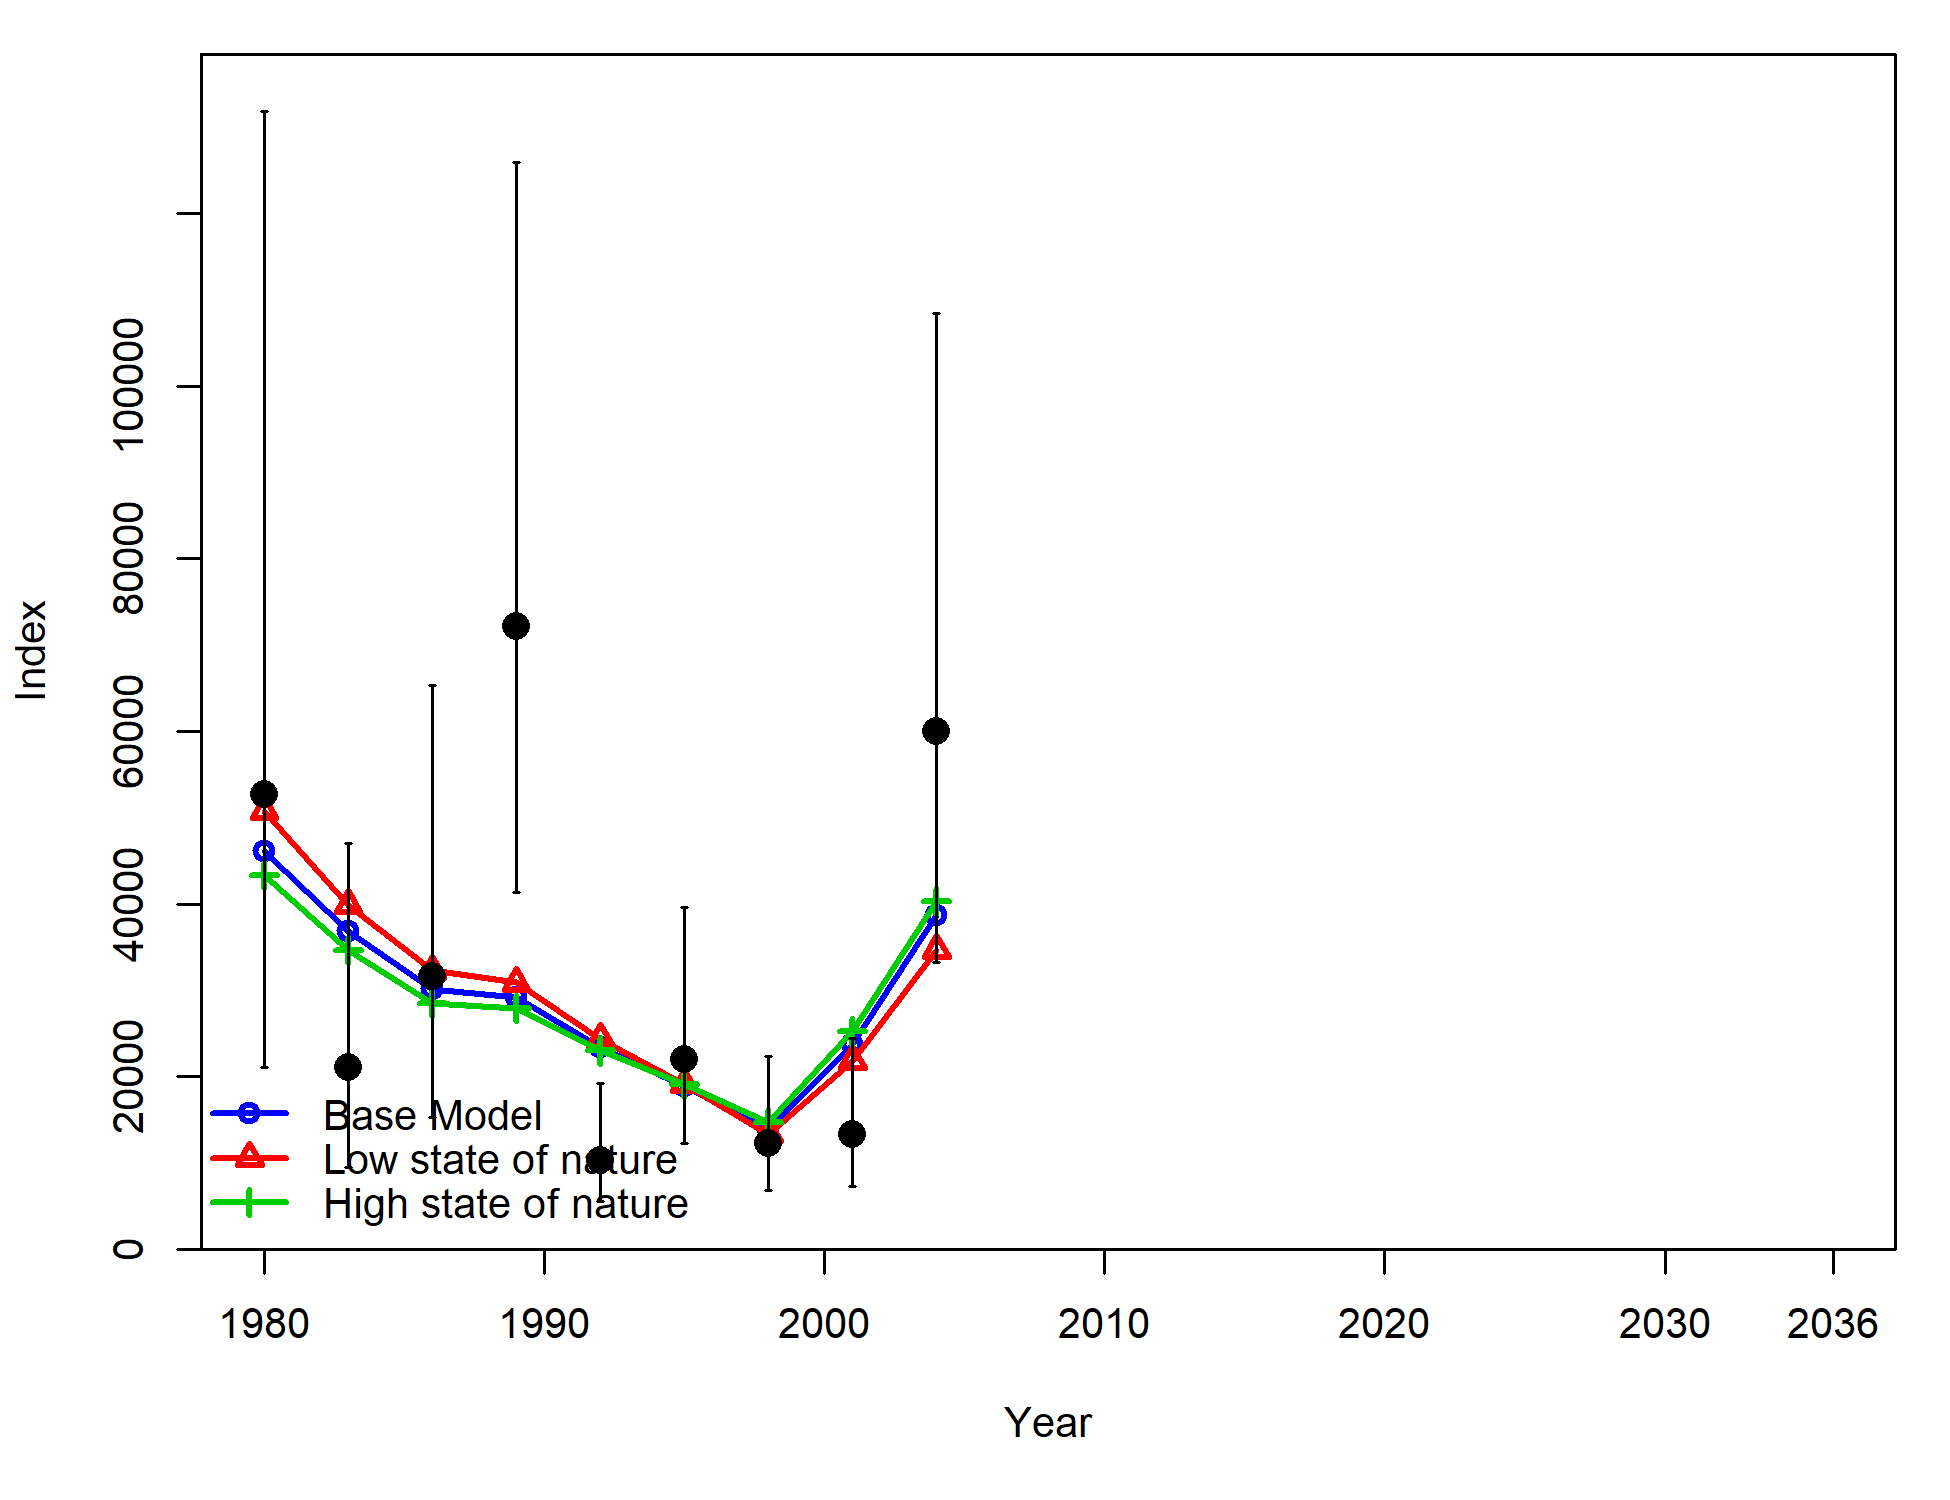 Index
100000
80000
60000
40000
20000
0
Base Model
Low state of nature
High state of nature
1980 1990 2000 2010 2020 2030 2036
Year